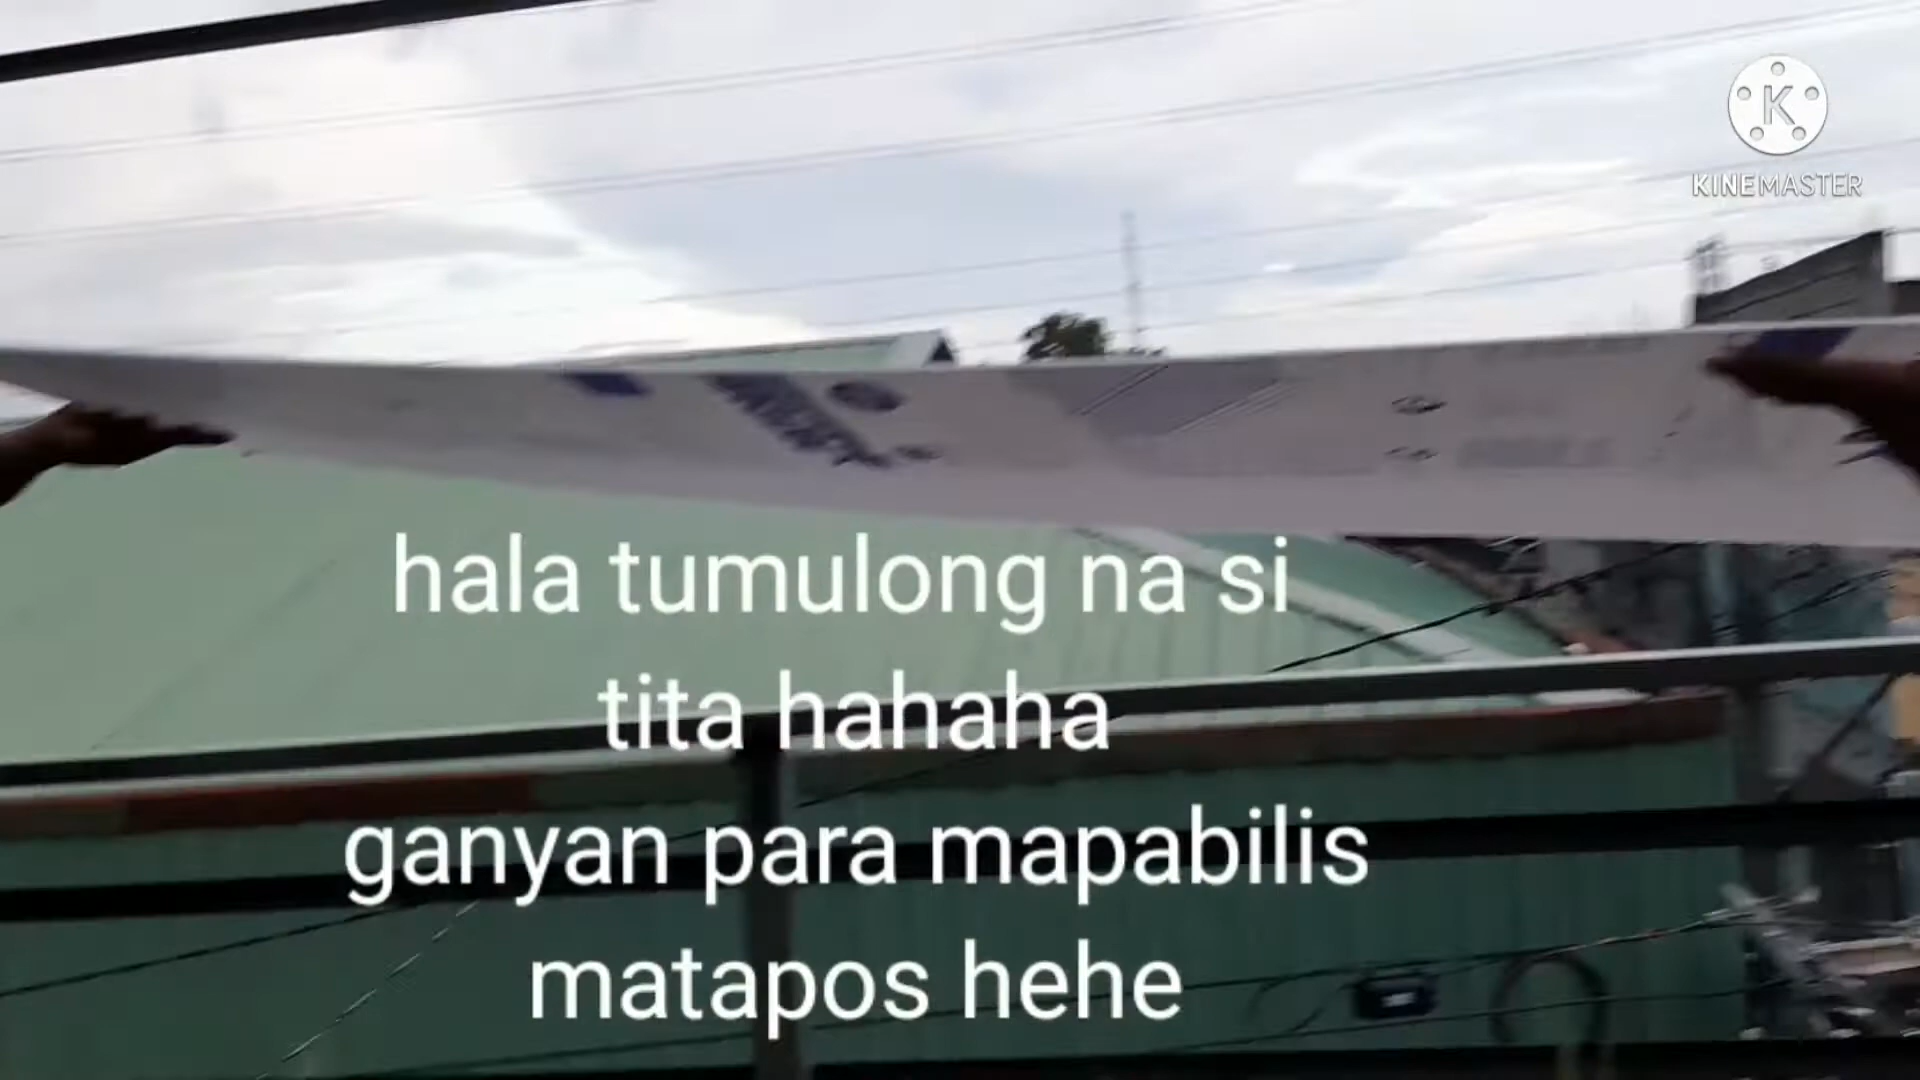 K
KINEMASTER
hala tumulong na si
tita hahaha
ganyan para mapabilis
matapos hehe